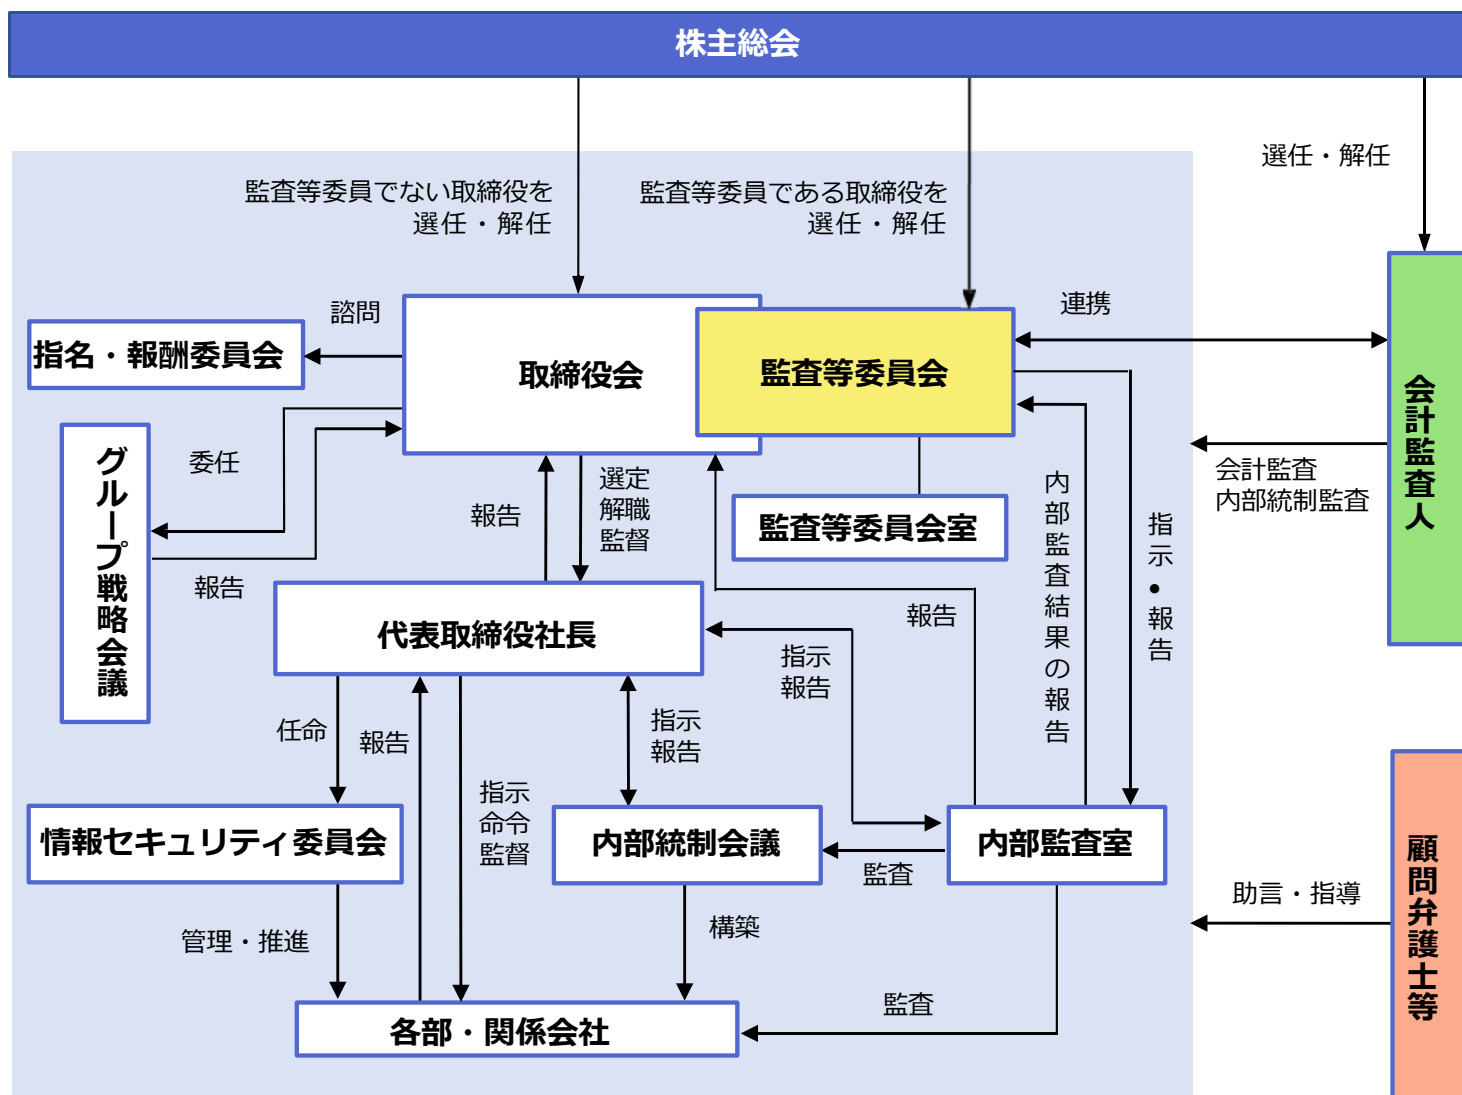 株主総会
監査等委員でない取締役を
選任・解任
監査等委員である取締役を
選任・解任
選任・解任
諮問
指名・報酬委員会
取締役会
監査等委員会
連携
会計監査人
グループ戦略会議
委任
報告
報告
選定
解職
監督
監査等委員会室
内部監査結果の報告
指示・報告
会計監査
内部統制監査
代表取締役社長
報告
指示
報告
任命
報告
指示
命令
監督
指示
報告
情報セキュリティ委員会
内部統制会議
監査
内部監査室
顧問弁護士等
助言・指導
管理・推進
構築
監査
各部・関係会社